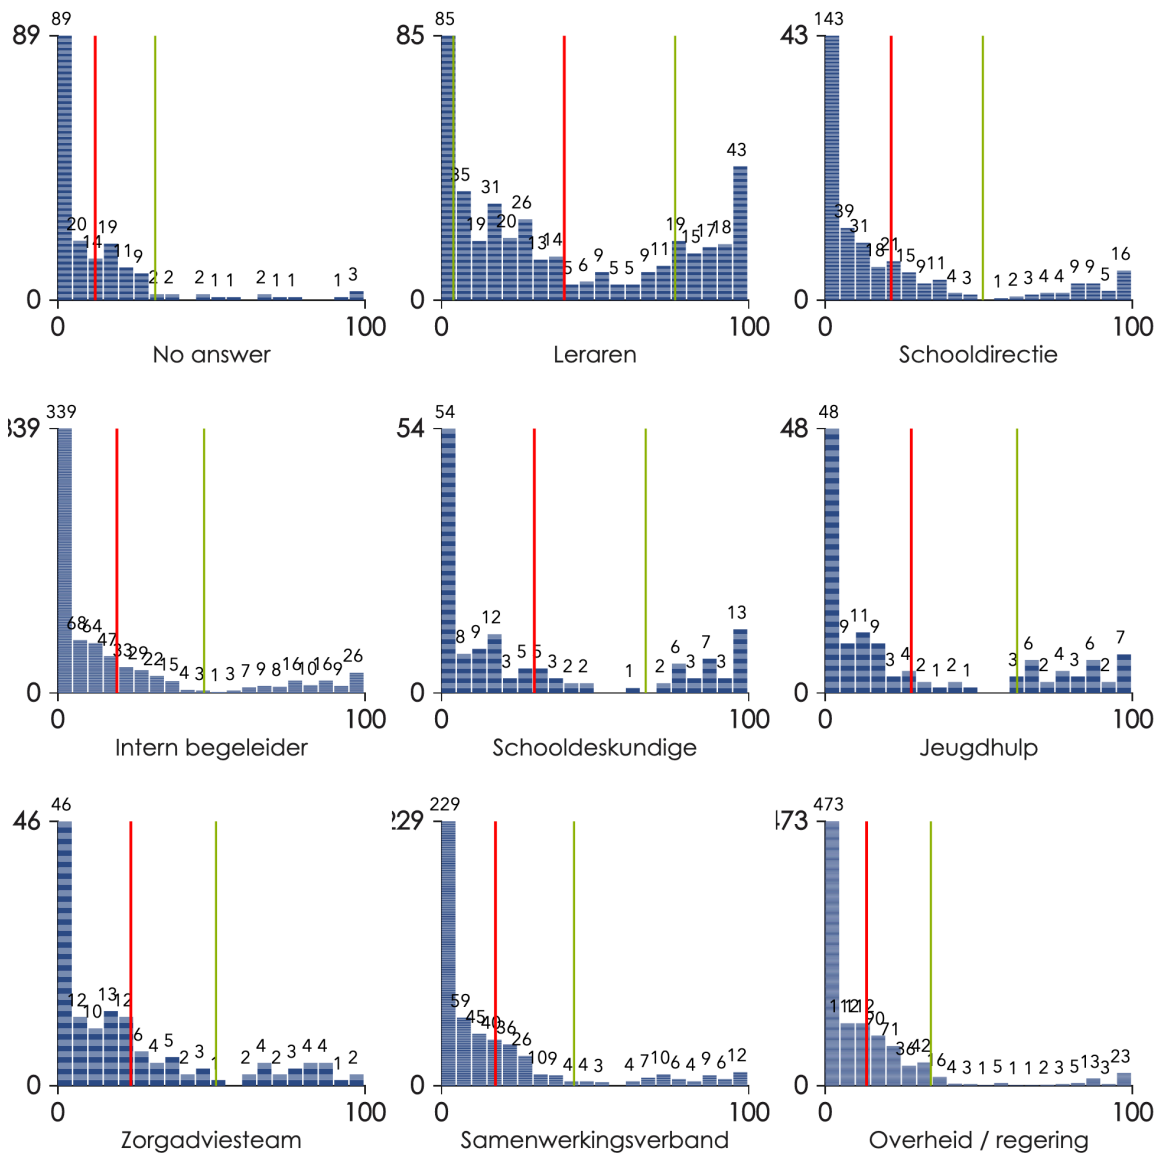 89
89
20 14 19 11 9 2 2 2 1 1 2 1 1 1 3
0
0 100
No answer
85
85
35 19 31 20 26 13 14 5 6 9 5 5 9 11 19 15 17 18 43
0
0 100
Leraren
143
43
39 31 18 21 15 9 11 4 3 1 2 3 4 4 9 9 5 16
0
0 100
Schooldirectie
339
339
68 64 47 33 29 22 15 4 3 1 3 7 9 8 16 10 16 9 26
0
0 100
Intern begeleider
54
54
8 9 12 3 5 5 3 2 2 1 2 6 3 7 3 13
0
0 100
Schooldeskundige
48
48
9 11 9 3 4 2 1 2 1 3 6 2 4 3 6 2 7
0
0 100
Jeugdhulp
46
46
12 10 13 12 6 4 5 2 3 1 2 4 2 3 4 4 1 2
0
0 100
Zorgadviesteam
229
229
59 45 40 36 26 10 9 4 4 3 4 7 10 6 4 9 6 12
0
0 100
Samenwerkingsverband
473
473
112 112 90 71 36 42 16 4 3 1 5 1 1 2 3 5 13 3 23
0
0 100
Overheid / regering